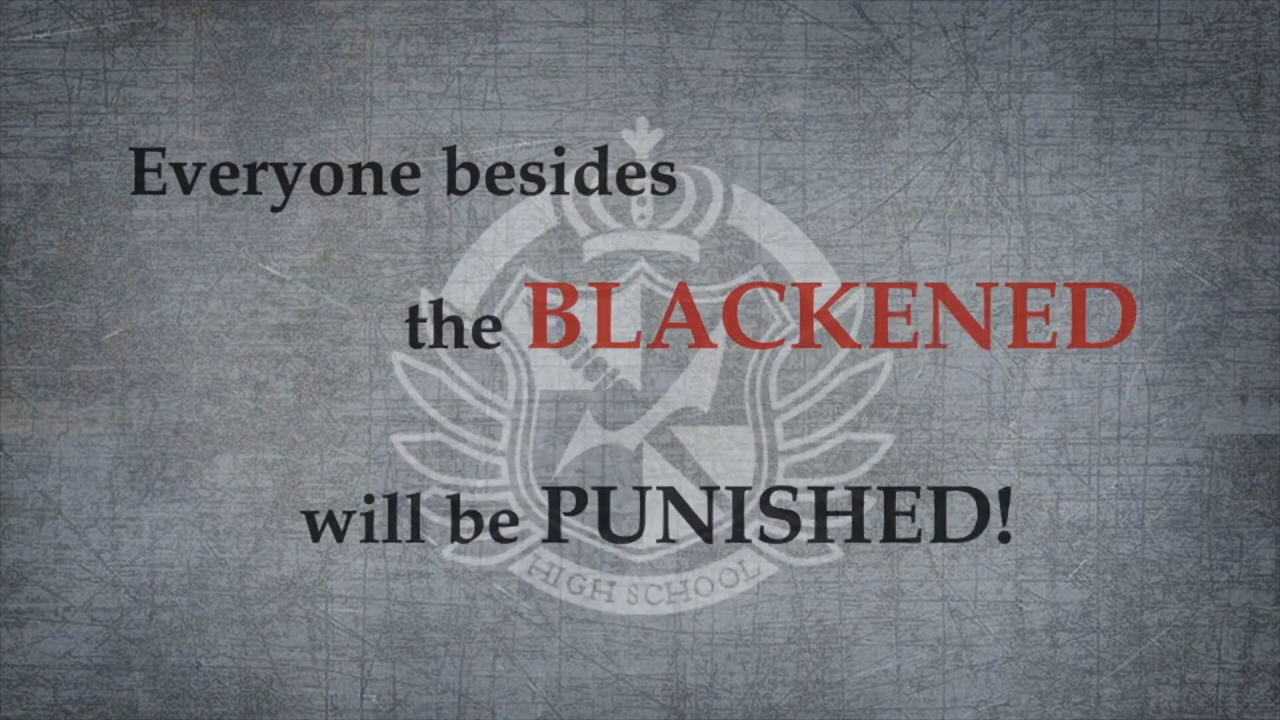 Everyone besides
the BLACKENED
will be PUNISHED!
HIGH SCHOOL